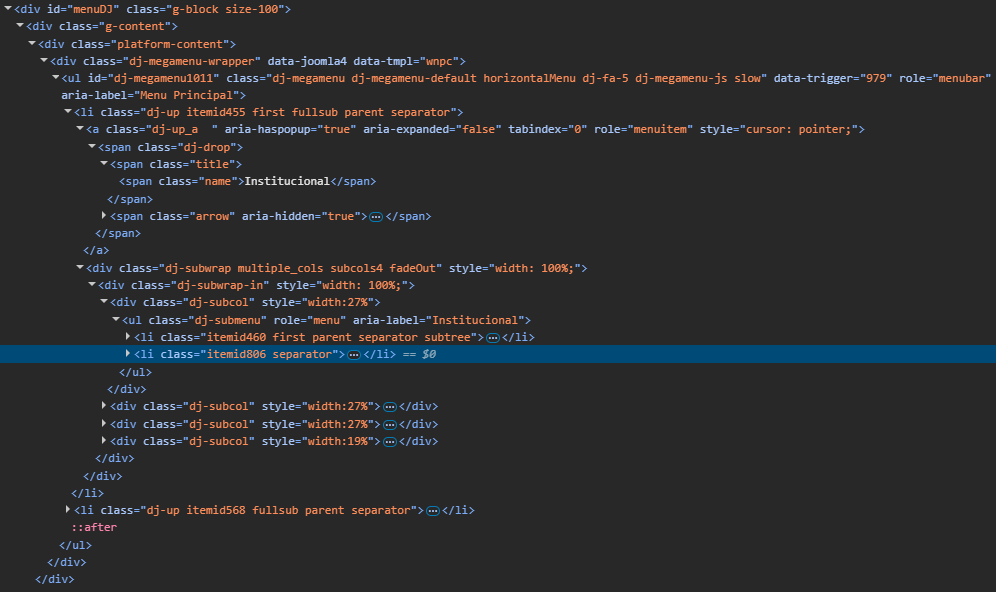 <div id="menuDJ" class="g-block size-100">
<div class="g-content">
<div class="platform-content">
<div class="dj-megamenu-wrapper" data-joomla4 data-tmpl="wnpc">
<ul id="dj-megamenu1011" class="dj-megamenu dj-megamenu-default horizontalMenu dj-fa-5 dj-megamenu-js slow" data-trigger="979" role="menubar"
aria-label="Menu Principal">
<li class="dj-up itemid455 first fullsub parent separator">
<a class="dj-up_a  " aria-haspopup="true" aria-expanded="false" tabindex="0" role="menuitem" style="cursor: pointer;">
<span class="dj-drop">
<span class="title">
<span class="name">Institucional</span>
</span>
<span class="arrow" aria-hidden="true">…</span>
</span>
</a>
<div class="dj-subwrap multiple_cols subcols4 fadeOut" style="width: 100%;">
<div class="dj-subwrap-in" style="width: 100%;">
<div class="dj-subcol" style="width:27%">
<ul class="dj-submenu" role="menu" aria-label="Institucional">
<li class="itemid460 first parent separator subtree">…</li>
<li class="itemid806 separator">…</li> == $0
</ul>
</div>
<div class="dj-subcol" style="width:27%">…</div>
<div class="dj-subcol" style="width:27%">…</div>
<div class="dj-subcol" style="width:19%">…</div>
</div>
</div>
</li>
<li class="dj-up itemid568 fullsub parent separator">…</li>
::after
</ul>
</div>
</div>